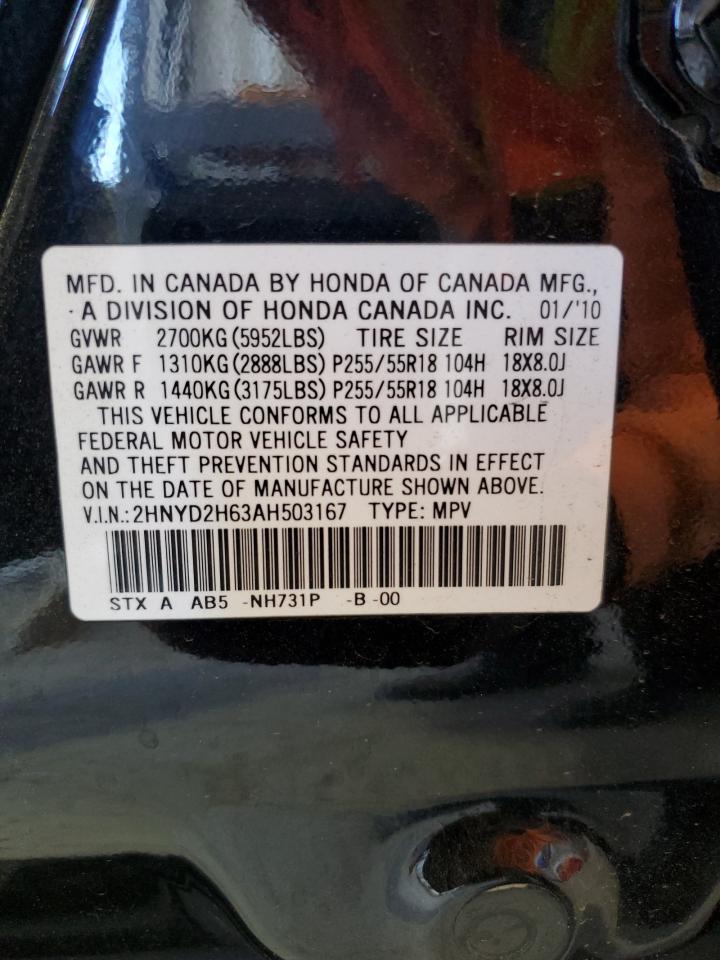 MFD. IN CANADA BY HONDA OF CANADA MFG.,
· A DIVISION OF HONDA CANADA INC. 01/'10
GVWR 2700KG (5952LBS) TIRE SIZE RIM SIZE
GAWR F 1310KG (2888LBS) P255/55R18 104H 18X8.0J
GAWR R 1440KG (3175LBS) P255/55R18 104H 18X8.0J
THIS VEHICLE CONFORMS TO ALL APPLICABLE
FEDERAL MOTOR VEHICLE SAFETY
AND THEFT PREVENTION STANDARDS IN EFFECT
ON THE DATE OF MANUFACTURE SHOWN ABOVE.
V.I.N.: 2HNYD2H63AH503167 TYPE: MPV
STX A AB5 -NH731P -B -00